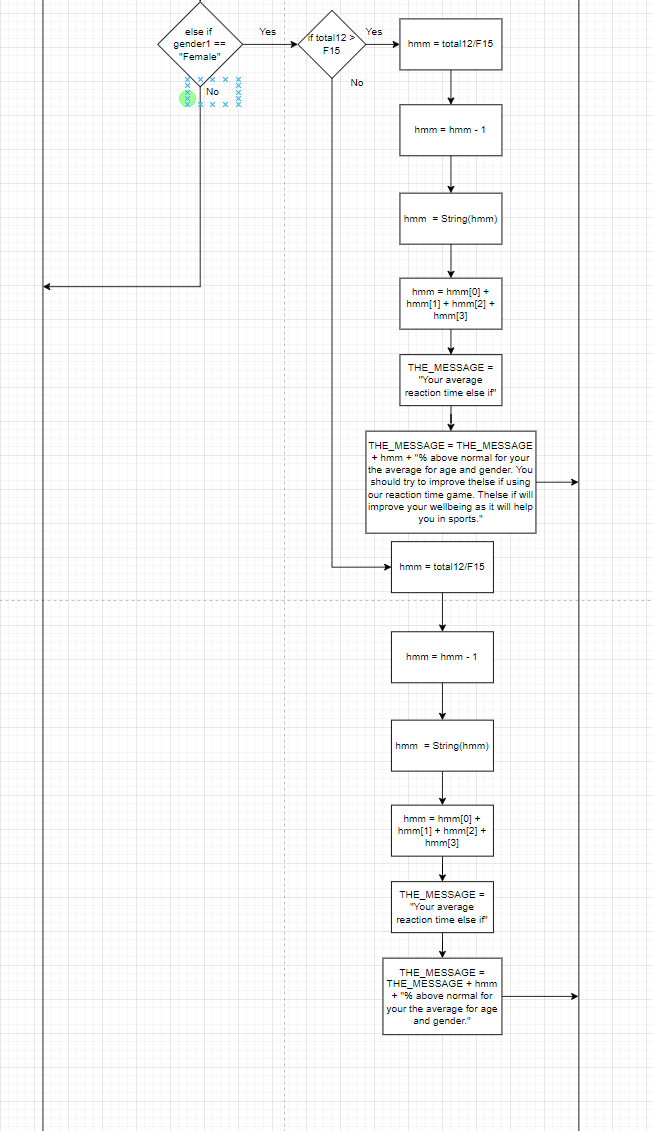 else if
gender1 ==
"Female"
Yes
if total12 >
F15
Yes
hmm = total12/F15
No
No
hmm = hmm - 1
hmm  = String(hmm)
hmm = hmm[0] +
hmm[1] + hmm[2] +
hmm[3]
THE_MESSAGE =
"Your average
reaction time else if"
THE_MESSAGE = THE_MESSAGE
+ hmm + "% above normal for your
the average for age and gender. You
should try to improve thelse if using
our reaction time game. Thelse if will
improve your wellbeing as it will help
you in sports."
hmm = total12/F15
hmm = hmm - 1
hmm  = String(hmm)
hmm = hmm[0] +
hmm[1] + hmm[2] +
hmm[3]
THE_MESSAGE =
"Your average
reaction time else if"
THE_MESSAGE =
THE_MESSAGE + hmm
+ "% above normal for
your the average for age
and gender."